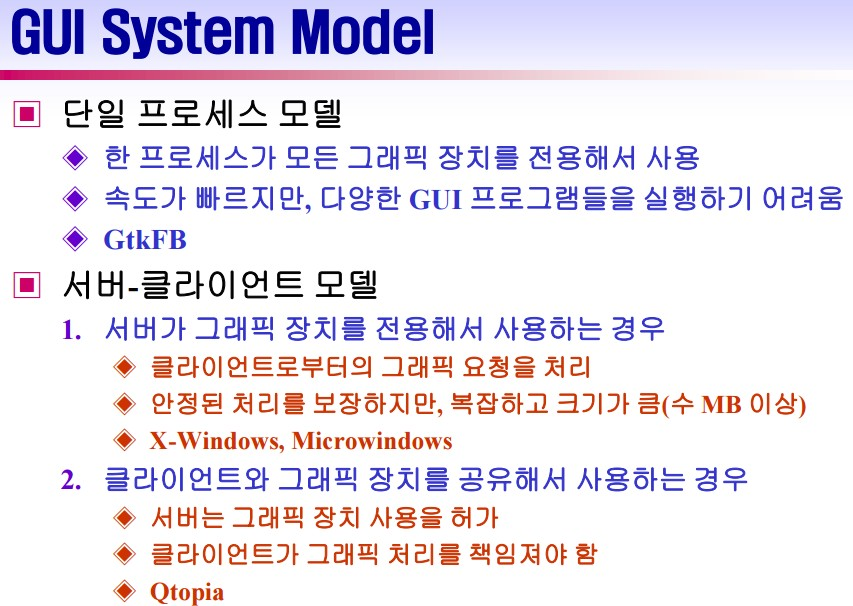 GUI System Model
단일 프로세스 모델
한 프로세스가 모든 그래픽 장치를 전용해서 사용
속도가 빠르지만, 다양한 GUI 프로그램들을 실행하기 어려움
GtkFB
서버-클라이언트 모델
1. 서버가 그래픽 장치를 전용해서 사용하는 경우
클라이언트로부터의 그래픽 요청을 처리
안정된 처리를 보장하지만, 복잡하고 크기가 큼(수 MB 이상)
X-Windows, Microwindows
2. 클라이언트와 그래픽 장치를 공유해서 사용하는 경우
서버는 그래픽 장치 사용을 허가
클라이언트가 그래픽 처리를 책임져야 함
Qtopia